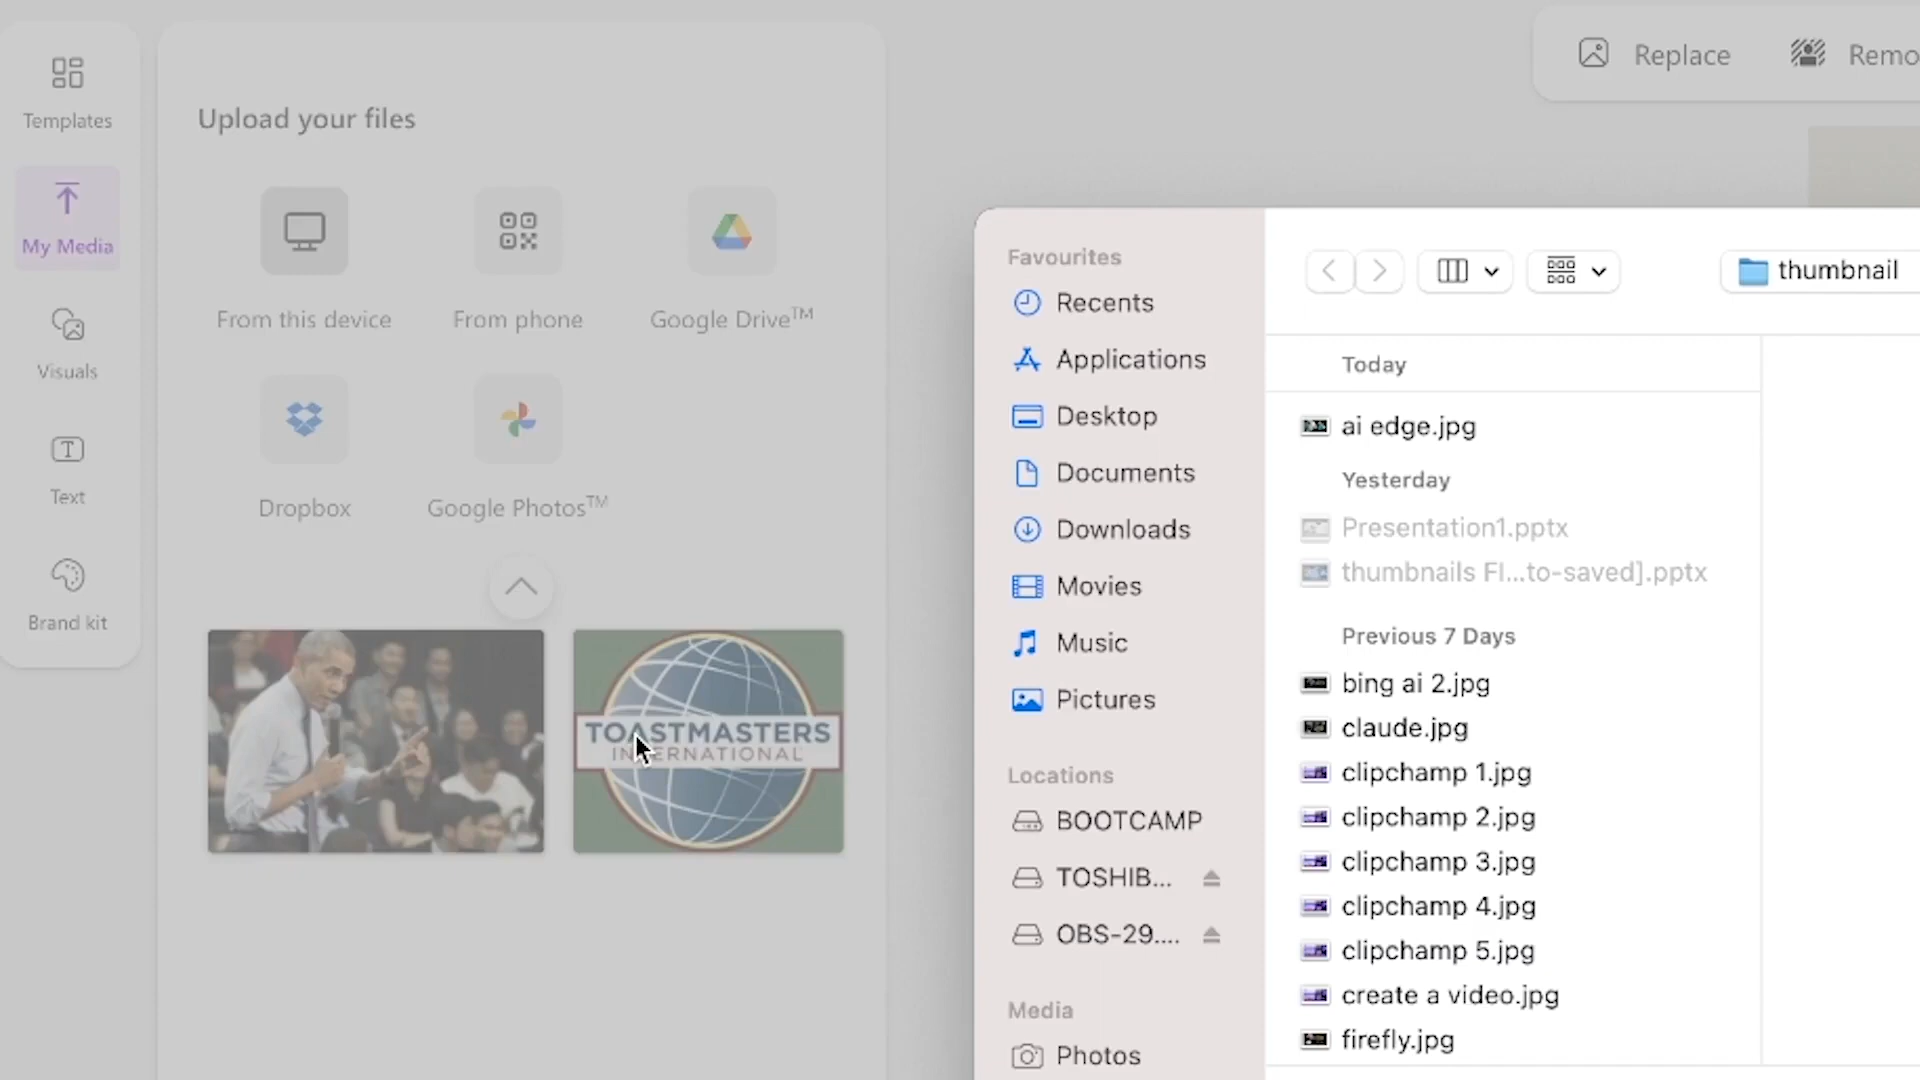 Templates
My Media
Visuals
Text
Brand kit
Upload your files
From this device
From phone
Google Drive™
Dropbox
Google Photos™
TOASTMASTERS
INTERNATIONAL
Replace
Remo
Favourites
Recents
Applications
Desktop
Documents
Downloads
Movies
Music
Pictures
Locations
BOOTCAMP
TOSHIB...
OBS-29....
Media
Photos
thumbnail
Today
ai edge.jpg
Yesterday
Presentation1.pptx
thumbnails Fl...to-saved].pptx
Previous 7 Days
bing ai 2.jpg
claude.jpg
clipchamp 1.jpg
clipchamp 2.jpg
clipchamp 3.jpg
clipchamp 4.jpg
clipchamp 5.jpg
create a video.jpg
firefly.jpg